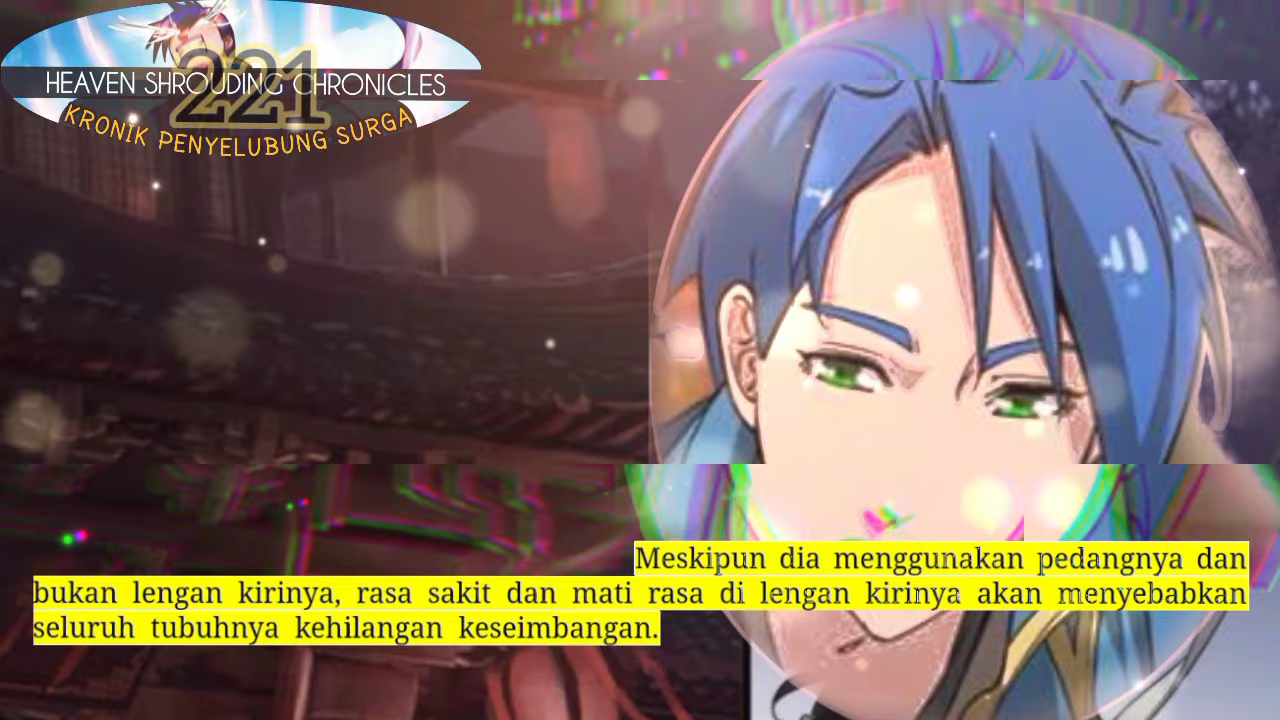 221
HEAVEN SHROUDING CHRONICLES
KRONIK PENYELUBUNG SURGA
Meskipun dia menggunakan pedangnya dan
bukan lengan kirinya, rasa sakit dan mati rasa di lengan kirinya akan menyebabkan
seluruh tubuhnya kehilangan keseimbangan.